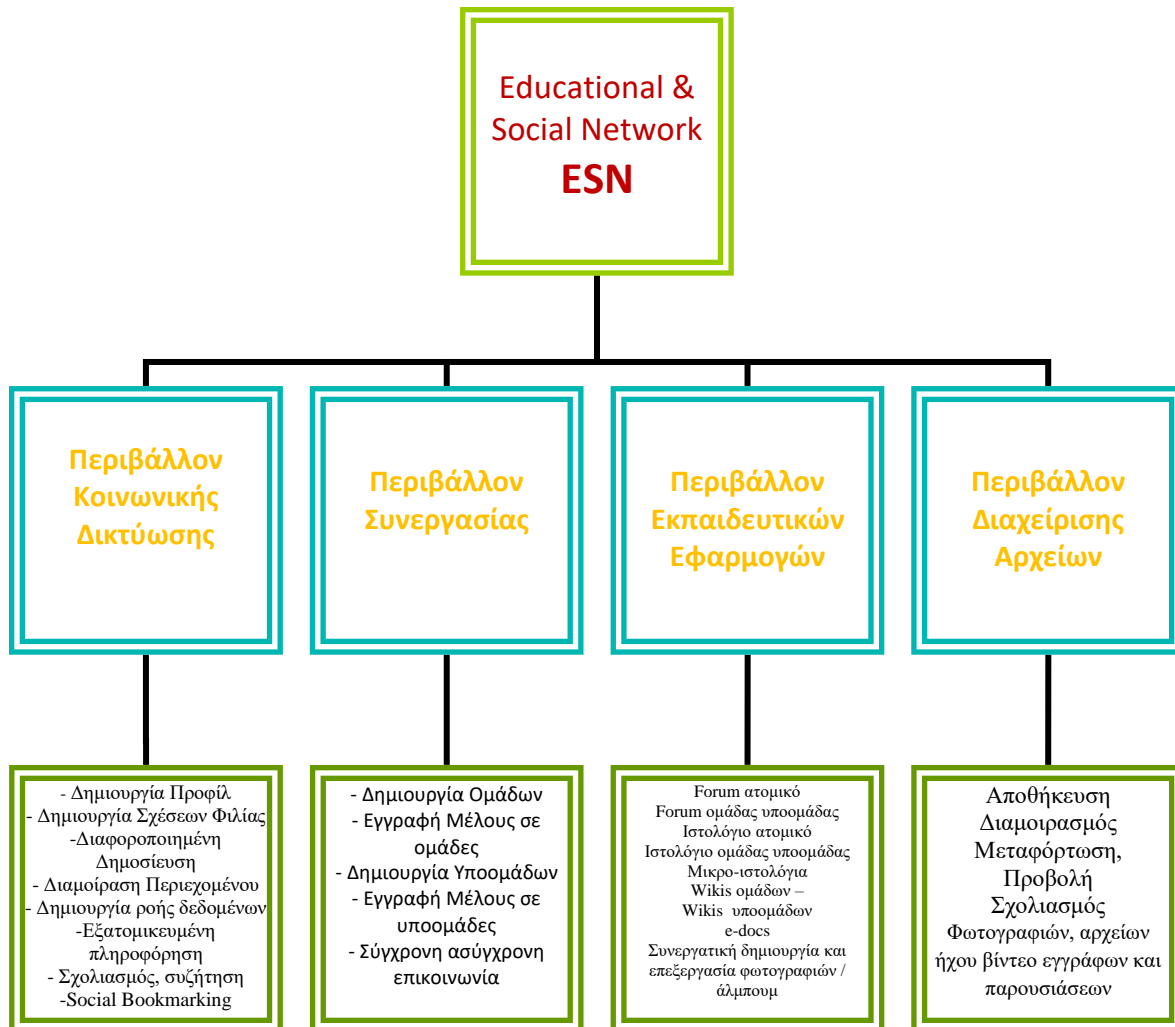 Educational &
Social Network
ESN
Περιβάλλον
Κοινωνικής
Δικτύωσης
Περιβάλλον
Συνεργασίας
Περιβάλλον
Εκπαιδευτικών
Εφαρμογών
Περιβάλλον
Διαχείρισης
Αρχείων
- Δημιουργία Προφίλ
- Δημιουργία Σχέσεων Φιλίας
-Διαφοροποιημένη
Δημοσίευση
- Διαμοίραση Περιεχομένου
- Δημιουργία ροής δεδομένων
-Εξατομικευμένη
πληροφόρηση
- Σχολιασμός, συζήτηση
-Social Bookmarking
- Δημιουργία Ομάδων
- Εγγραφή Μέλους σε
ομάδες
- Δημιουργία Υποομάδων
- Εγγραφή Μέλους σε
υποομάδες
- Σύγχρονη ασύγχρονη
επικοινωνία
Forum ατομικό
Forum ομάδας υποομάδας
Ιστολόγιο ατομικό
Ιστολόγιο ομάδας υποομάδας
Μικρο-ιστολόγια
Wikis ομάδων –
Wikis υποομάδων
e-docs
Συνεργατική δημιουργία και
επεξεργασία φωτογραφιών /
άλμπουμ
Αποθήκευση
Διαμοιρασμός
Μεταφόρτωση,
Προβολή
Σχολιασμός
Φωτογραφιών, αρχείων
ήχου βίντεο εγγράφων και
παρουσιάσεων